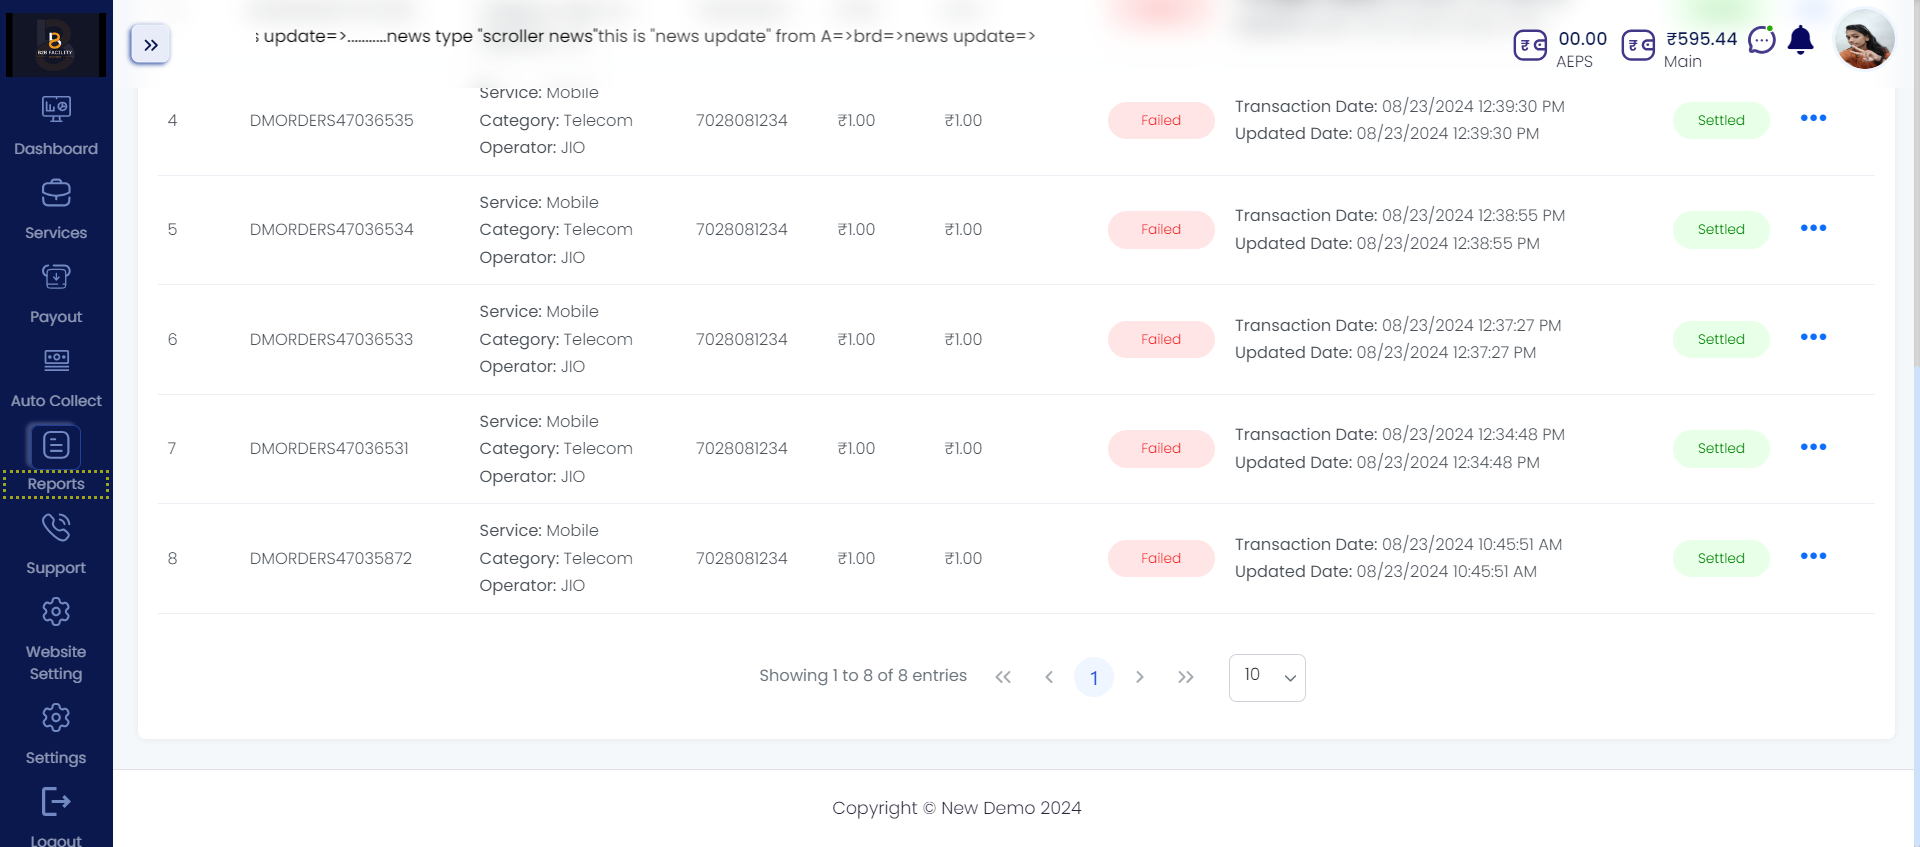 B2B FACILITY
s update=>...........news type "scroller news"this is "news update" from A=>brd=>news update=>
00.00
AEPS
₹595.44
Main
Dashboard
Services
Payout
Auto Collect
Reports
Support
Website
Setting
Settings
Logout
4 DMORDERS47036535 Service: Mobile
Category: Telecom
Operator: JIO 7028081234 ₹1.00 ₹1.00 Failed Transaction Date: 08/23/2024 12:39:30 PM
Updated Date: 08/23/2024 12:39:30 PM Settled
5 DMORDERS47036534 Service: Mobile
Category: Telecom
Operator: JIO 7028081234 ₹1.00 ₹1.00 Failed Transaction Date: 08/23/2024 12:38:55 PM
Updated Date: 08/23/2024 12:38:55 PM Settled
6 DMORDERS47036533 Service: Mobile
Category: Telecom
Operator: JIO 7028081234 ₹1.00 ₹1.00 Failed Transaction Date: 08/23/2024 12:37:27 PM
Updated Date: 08/23/2024 12:37:27 PM Settled
7 DMORDERS47036531 Service: Mobile
Category: Telecom
Operator: JIO 7028081234 ₹1.00 ₹1.00 Failed Transaction Date: 08/23/2024 12:34:48 PM
Updated Date: 08/23/2024 12:34:48 PM Settled
8 DMORDERS47035872 Service: Mobile
Category: Telecom
Operator: JIO 7028081234 ₹1.00 ₹1.00 Failed Transaction Date: 08/23/2024 10:45:51 AM
Updated Date: 08/23/2024 10:45:51 AM Settled
Showing 1 to 8 of 8 entries 1 10
Copyright © New Demo 2024